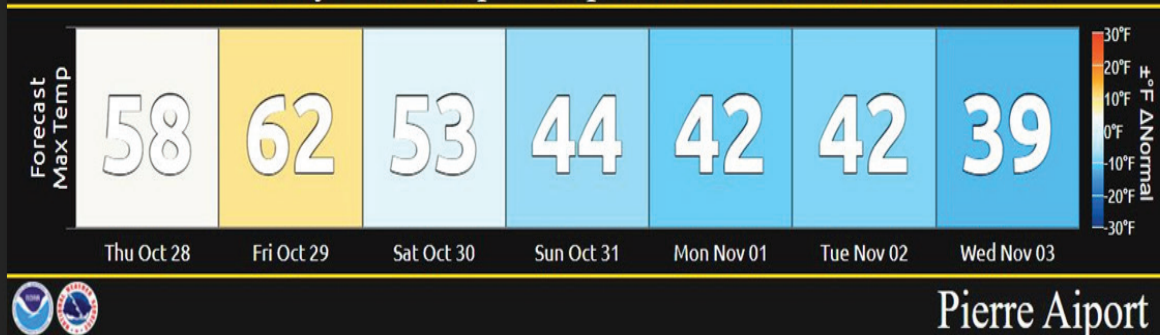 Forecast
Max Temp
58 62 53 44 42 42 39
Thu Oct 28 Fri Oct 29 Sat Oct 30 Sun Oct 31 Mon Nov 01 Tue Nov 02 Wed Nov 03
30°F
20°F
10°F
0°F
-10°F
-20°F
-30°F
±°F ΔNormal
Pierre Aiport